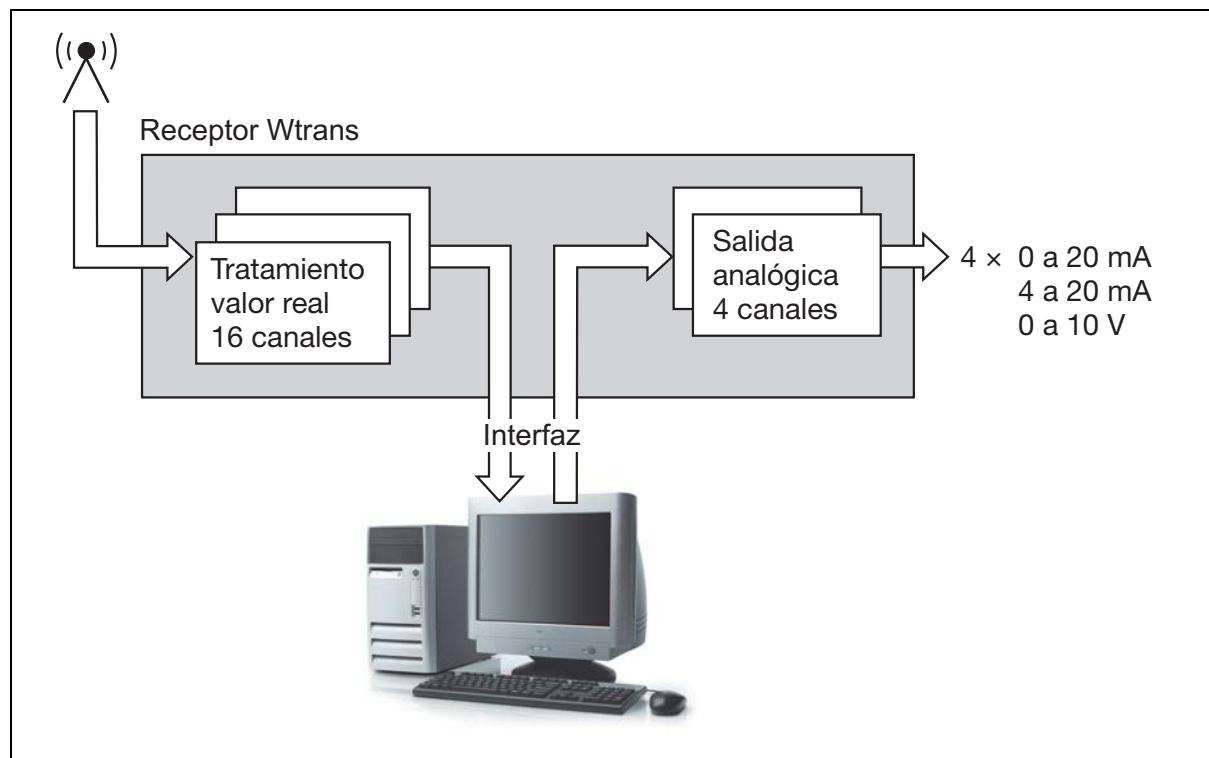 Receptor Wtrans
Tratamiento
valor real
16 canales
Salida
analógica
4 canales
4 × 0 a 20 mA
4 a 20 mA
0 a 10 V
Interfaz